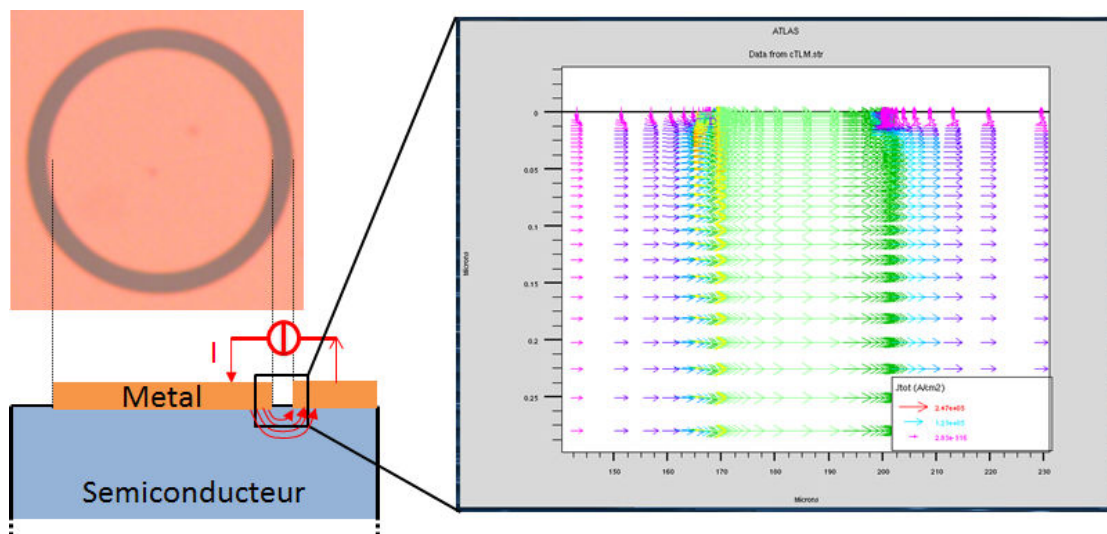 ATLAS
Data from cTLM.str
0
0.05
0.1
0.15
0.2
0.25
Microns
150
160
170
180
190
200
210
220
230
Microns
Jtot (A/cm2)
I
Metal
Semiconducteur